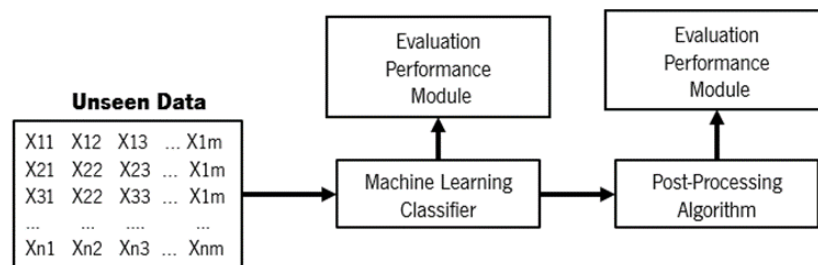 Evaluation
Performance
Module
Evaluation
Performance
Module
Unseen Data
X11 X12 X13 ... X1m
X21 X22 X23 ... X1m
X31 X22 X33 ... X1m
... ... .... ...
Xn1 Xn2 Xn3 ... Xnm
Machine Learning
Classifier
Post-Processing
Algorithm